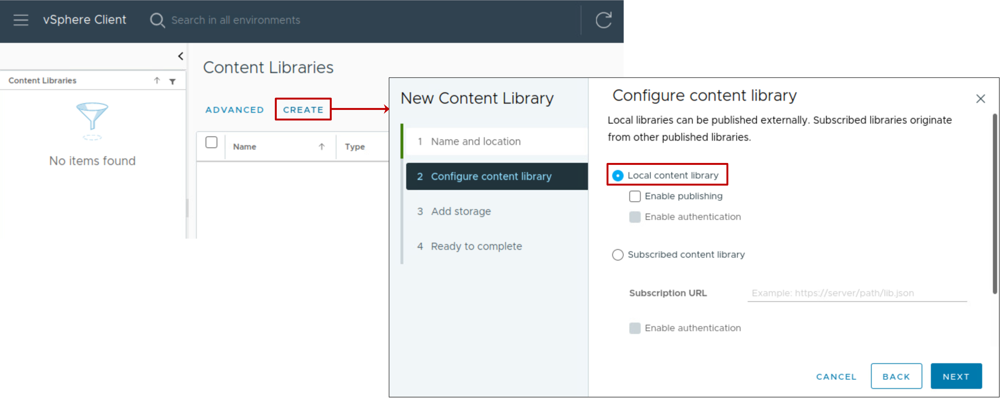 vSphere Client
Search in all environments
Content Libraries
No items found
Content Libraries
ADVANCED
CREATE
Name
Type
New Content Library
1 Name and location
2 Configure content library
3 Add storage
4 Ready to complete
Configure content library
Local libraries can be published externally. Subscribed libraries originate
from other published libraries.
Local content library
Enable publishing
Enable authentication
Subscribed content library
Subscription URL
Example: https://server/path/lib.json
Enable authentication
CANCEL
BACK
NEXT